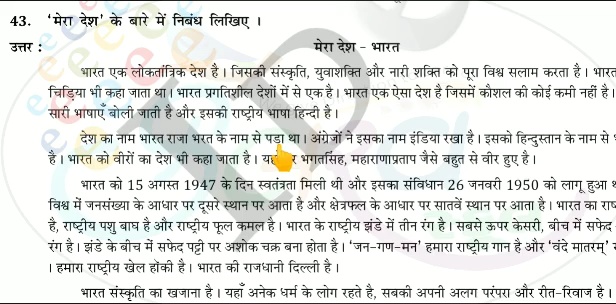 43. 'मेरा देश' के बारे में निबंध लिखिए ।
उत्तर : मेरा देश - भारत
भारत एक लोकतांत्रिक देश है । जिसकी संस्कृति, युवाशक्ति और नारी शक्ति को पूरा विश्व सलाम करता है । भारत
चिड़िया भी कहा जाता था । भारत प्रगतिशील देशों में से एक है । भारत एक ऐसा देश है जिसमें कौशल की कोई कमी नहीं है ।
सारी भाषाएँ बोली जाती है और इसकी राष्ट्रीय भाषा हिन्दी है ।
देश का नाम भारत राजा भरत के नाम से पड़ा था । अंग्रेजों ने इसका नाम इंडिया रखा है । इसको हिन्दुस्तान के नाम से
है । भारत को वीरों का देश भी कहा जाता है । भगतसिंह, महाराणाप्रताप जैसे बहुत से वीर हुए है ।
भारत को 15 अगस्त 1947 के दिन स्वतंत्रता मिली थी और इसका संविधान 26 जनवरी 1950 को लागू हुआ
विश्व में जनसंख्या के आधार पर दूसरे स्थान पर आता है और क्षेत्रफल के आधार पर सातवें स्थान पर आता है । भारत का
है, राष्ट्रीय पशु बाघ है और राष्ट्रीय फूल कमल है । भारत के राष्ट्रीय झंडे में तीन रंग है । सबसे ऊपर केसरी, बीच में सफेद
रंग है । झंडे के बीच में सफेद पट्टी पर अशोक चक्र बना होता है । 'जन-गण-मन' हमारा राष्ट्रीय गान है और 'वंदे मातरम्'
। हमारा राष्ट्रीय खेल हॉकी है । भारत की राजधानी दिल्ली है ।
भारत संस्कृति का खजाना है । यहाँ अनेक धर्म के लोग रहते है, सबकी अपनी अलग परंपरा और रीत-रिवाज है ।